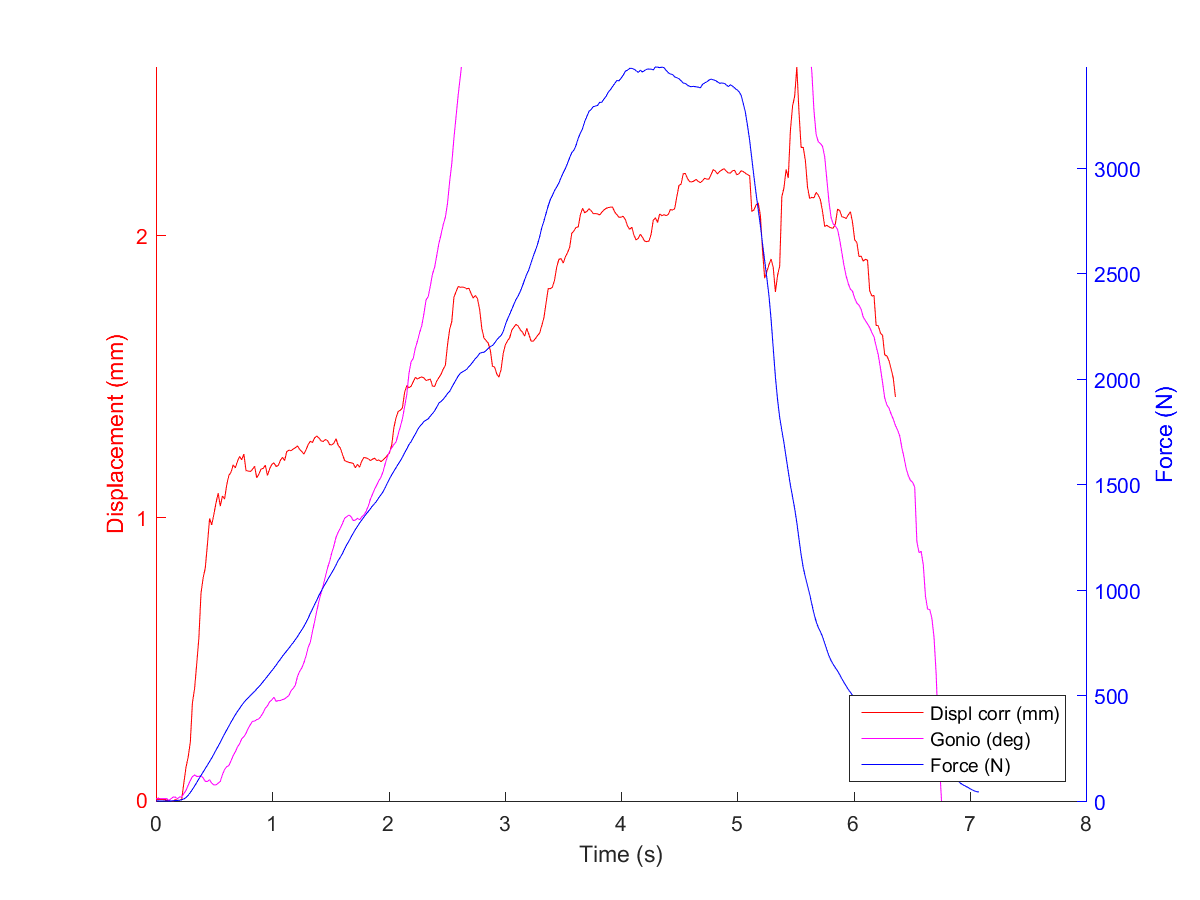 Displacement (mm)
2
1
0
Force (N)
3000
2500
2000
1500
1000
500
0
Displ corr (mm)
Gonio (deg)
Force (N)
0 1 2 3 4 5 6 7 8
Time (s)